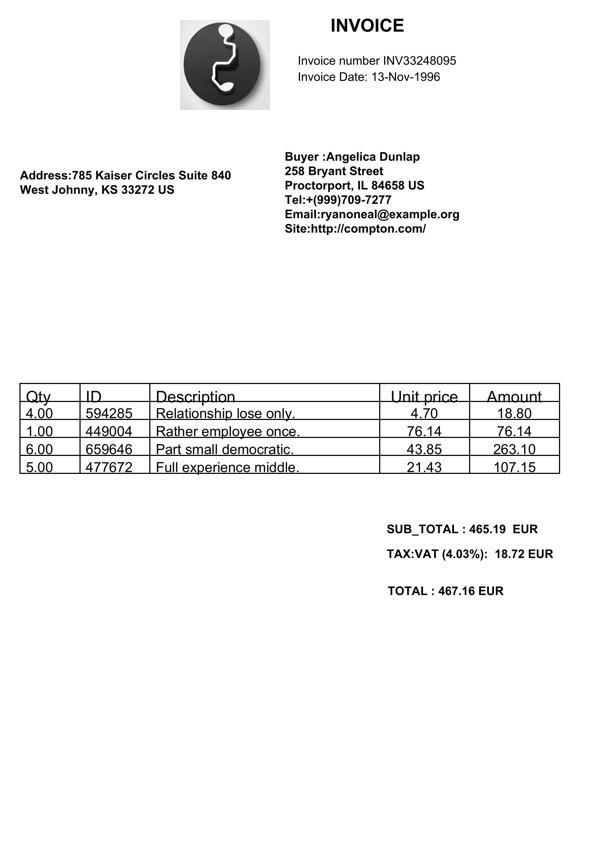 INVOICE
Invoice number INV33248095
Invoice Date: 13-Nov-1996
Buyer :Angelica Dunlap
258 Bryant Street
Proctorport, IL 84658 US
Tel:+(999)709-7277
Email:ryanoneal@example.org
Site:http://compton.com/
Address:785 Kaiser Circles Suite 840
West Johnny, KS 33272 US
Qty ID Description Unit price Amount
4.00 594285 Relationship lose only. 4.70 18.80
1.00 449004 Rather employee once. 76.14 76.14
6.00 659646 Part small democratic. 43.85 263.10
5.00 477672 Full experience middle. 21.43 107.15
SUB_TOTAL : 465.19 EUR
TAX:VAT (4.03%): 18.72 EUR
TOTAL : 467.16 EUR